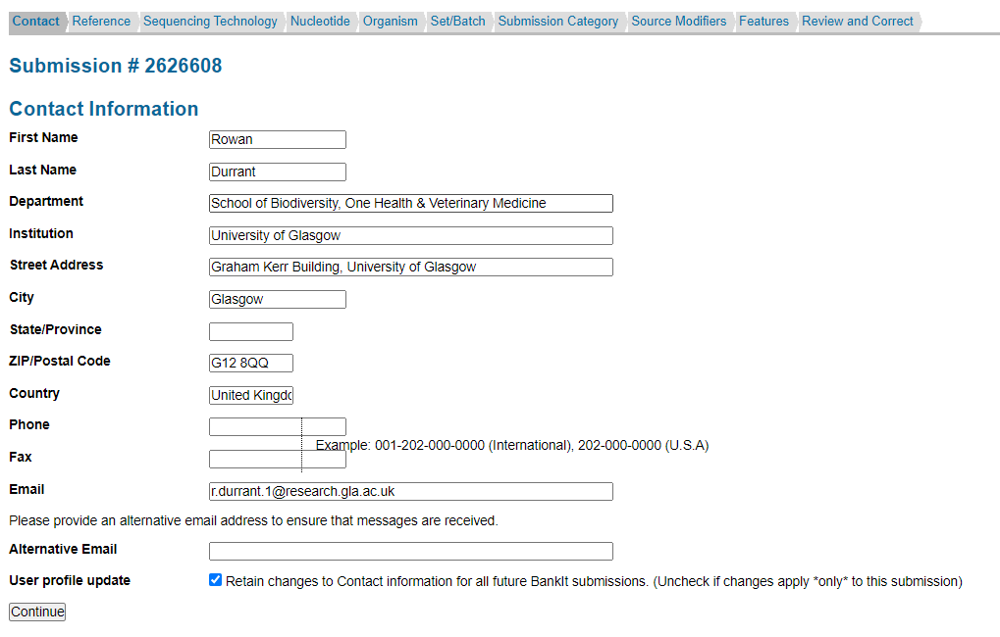 Contact Reference Sequencing Technology Nucleotide Organism Set/Batch Submission Category Source Modifiers Features Review and Correct
Submission # 2626608
Contact Information
First Name Rowan
Last Name Durrant
Department School of Biodiversity, One Health & Veterinary Medicine
Institution University of Glasgow
Street Address Graham Kerr Building, University of Glasgow
City Glasgow
State/Province
ZIP/Postal Code G12 8QQ
Country United Kingdo
Phone
Example: 001-202-000-0000 (International), 202-000-0000 (U.S.A)
Fax
Email r.durrant.1@research.gla.ac.uk
Please provide an alternative email address to ensure that messages are received.
Alternative Email
User profile update Retain changes to Contact information for all future BankIt submissions. (Uncheck if changes apply *only* to this submission)
Continue